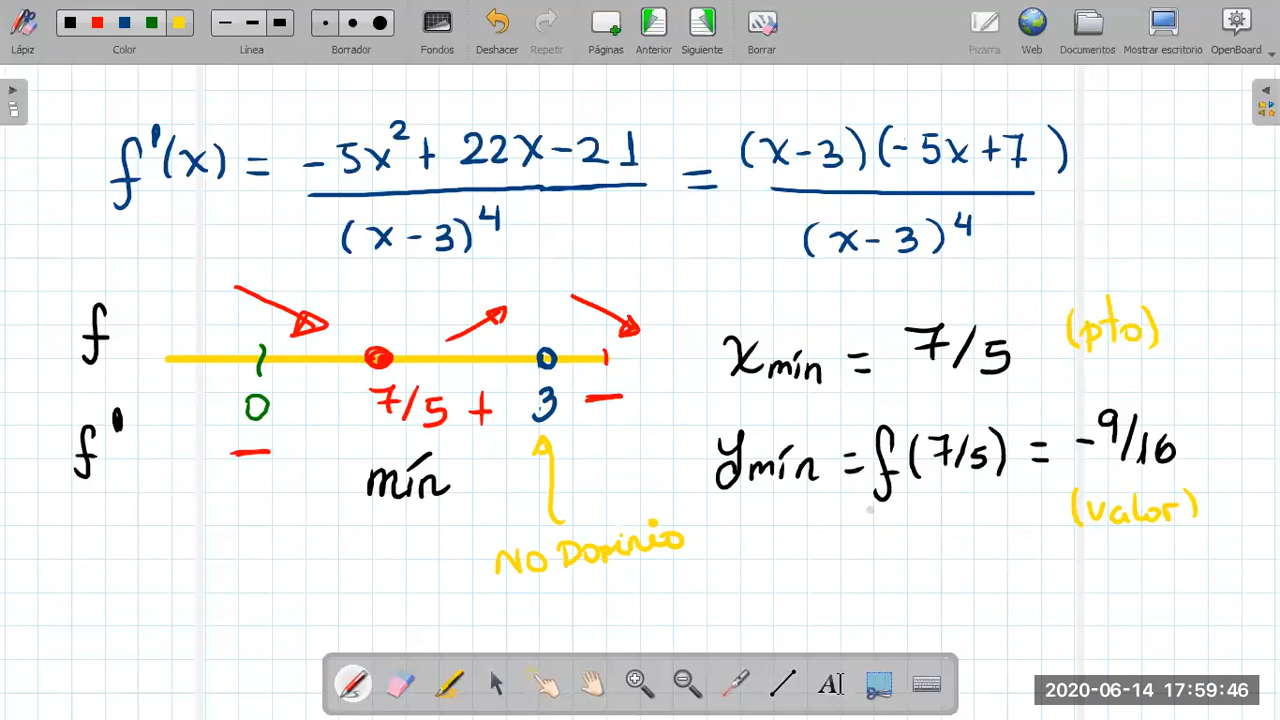 Lápiz Color Línea Borrador Fondos Deshacer Repetir Páginas Anterior Siguiente Borrar Pizarra Web Documentos Mostrar escritorio OpenBoard
f'(x) = (-5x² + 22x - 21)/(x-3)⁴ = (x-3)(-5x+7)/(x-3)⁴
f
0 7/5 + 3 −
f'
−
mín
NO DOMINIO
x mín = 7/5 (pto)
y mín = f(7/5) = -9/16
(valor)
2020-06-14 17:59:46